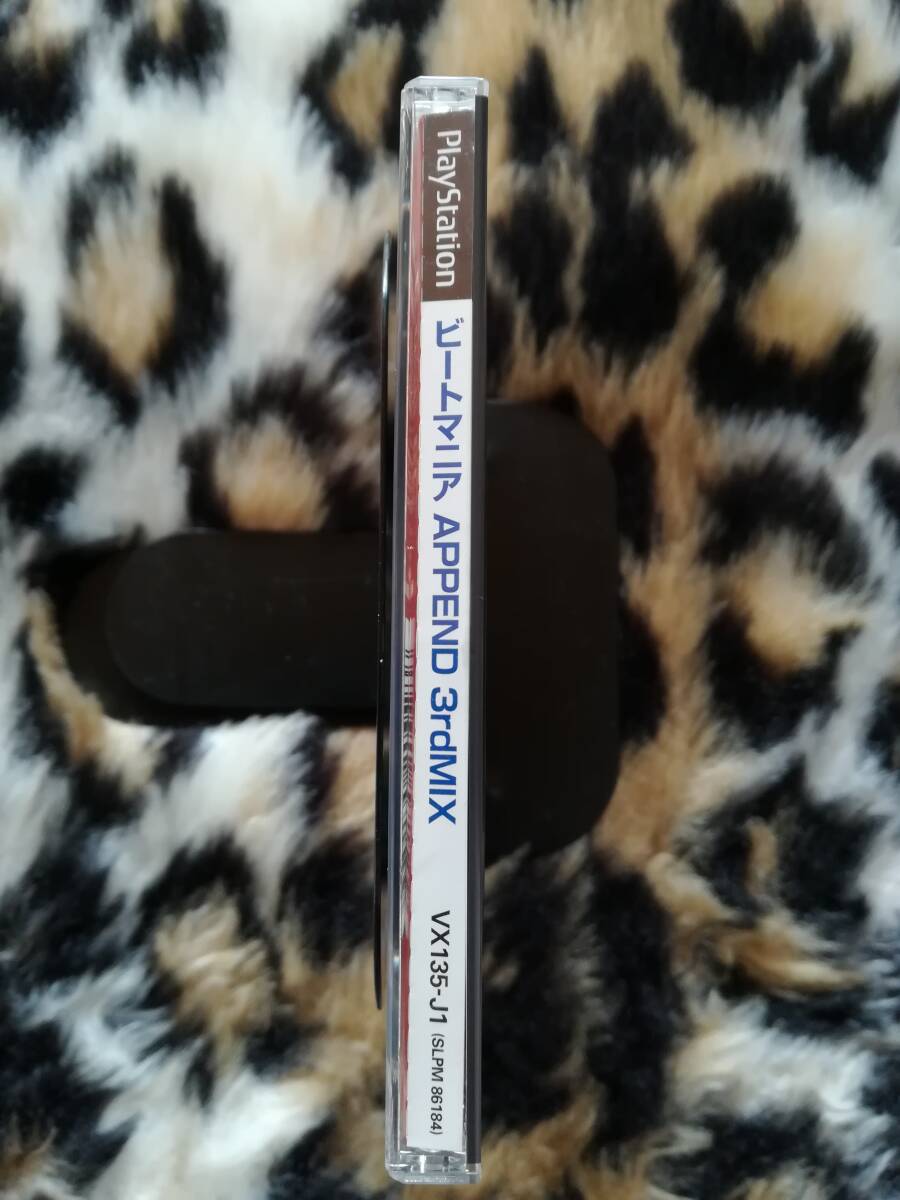 PlayStation
ビートマニア APPEND 3rdMIX
VX135-J1 (SLPM 86184)